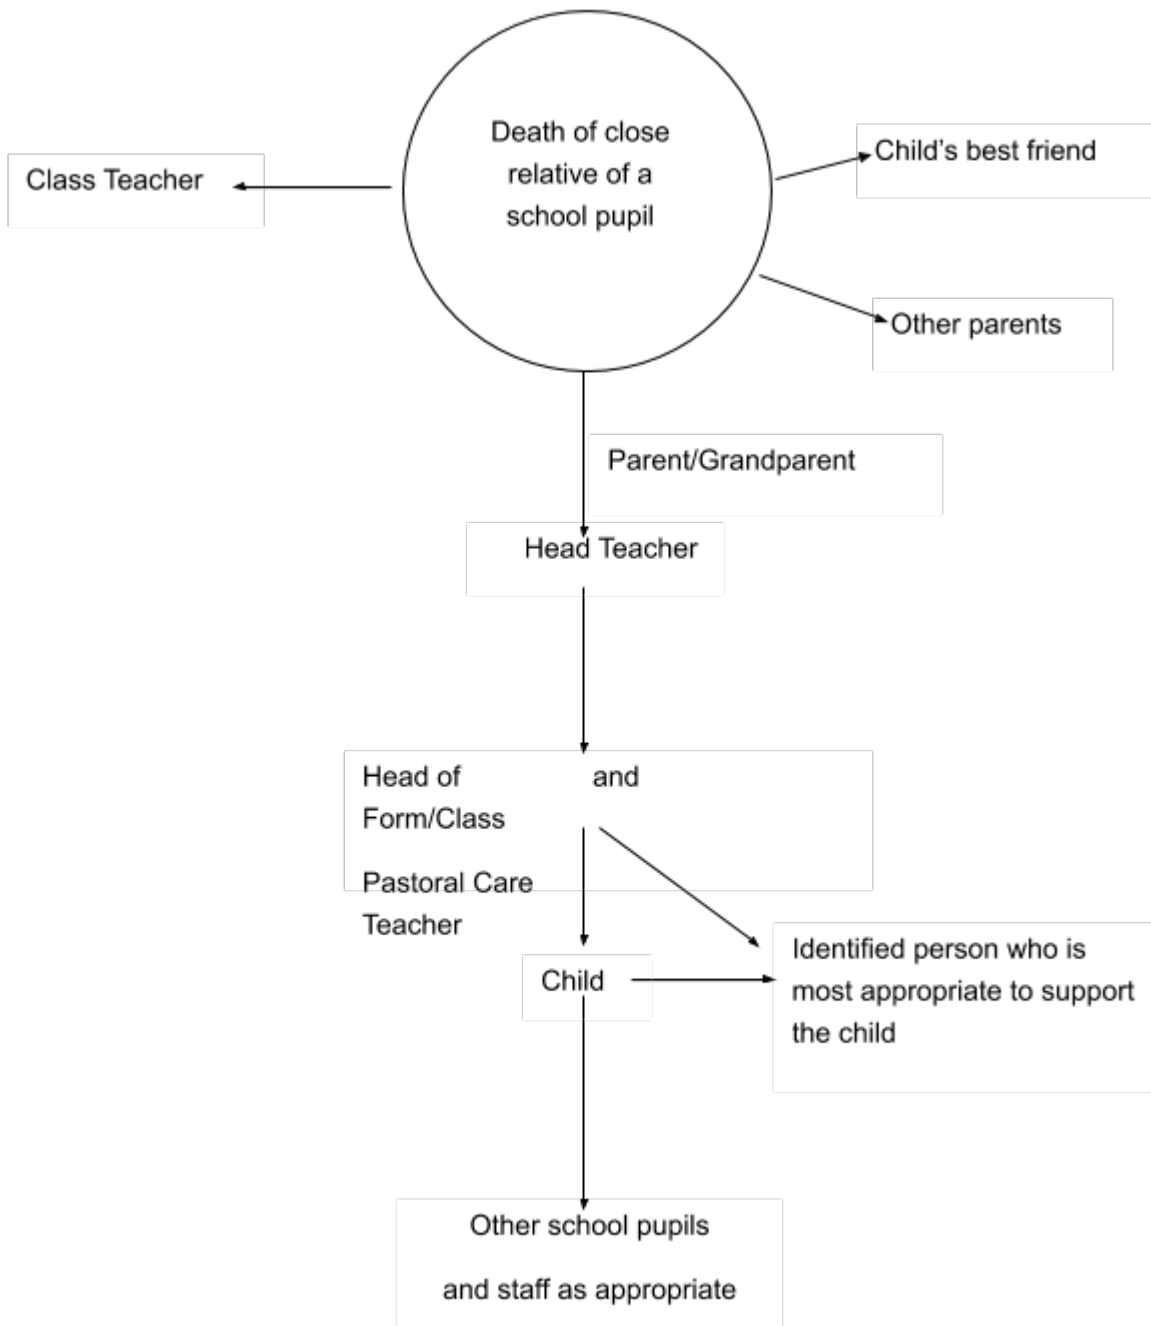 Death of close
relative of a
school pupil
Class Teacher
Child's best friend
Other parents
Parent/Grandparent
Head Teacher
Head of and
Form/Class
Pastoral Care
Teacher
Child
Identified person who is
most appropriate to support
the child
Other school pupils
and staff as appropriate